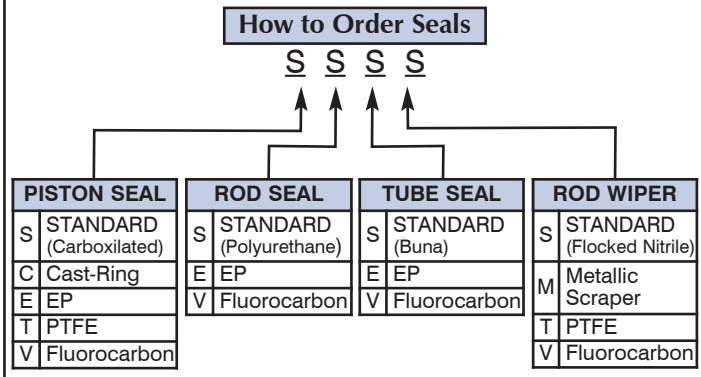 How to Order Seals
S S S S
PISTON SEAL
S STANDARD
(Carboxilated)
C Cast-Ring
E EP
T PTFE
V Fluorocarbon
ROD SEAL
S STANDARD
(Polyurethane)
E EP
V Fluorocarbon
TUBE SEAL
S STANDARD
(Buna)
E EP
V Fluorocarbon
ROD WIPER
S STANDARD
(Flocked Nitrile)
M Metallic
Scraper
T PTFE
V Fluorocarbon